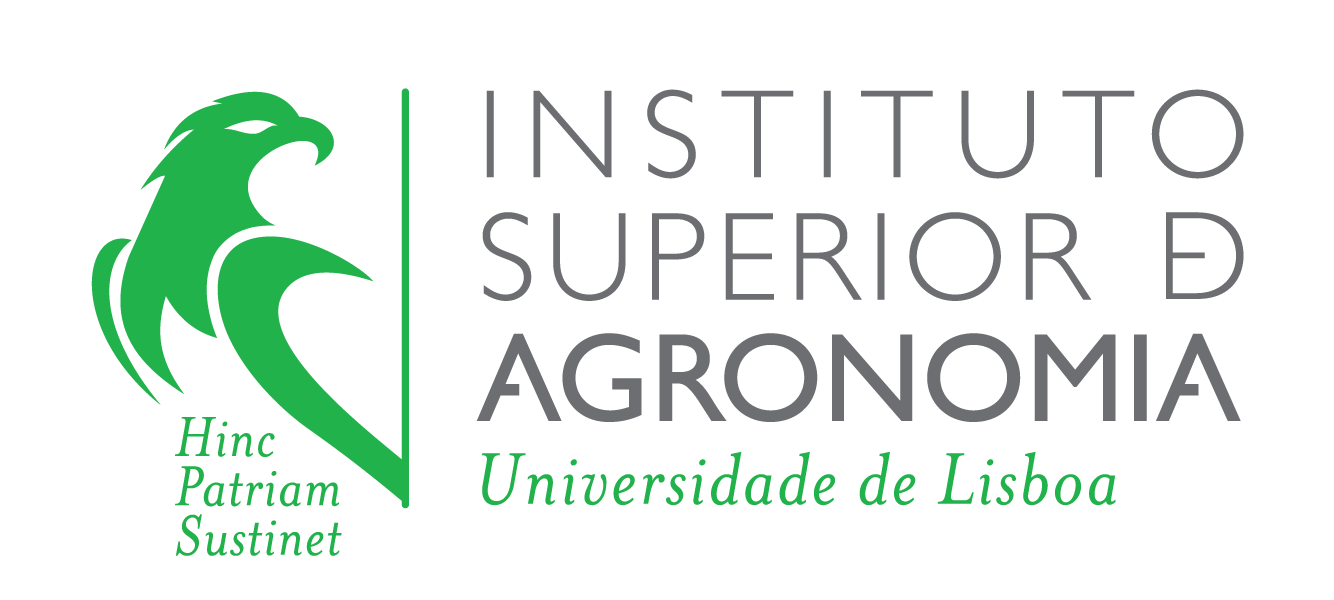 INSTITUTO
SUPERIOR DE
AGRONOMIA
Universidade de Lisboa
Hinc
Patriam
Sustinet